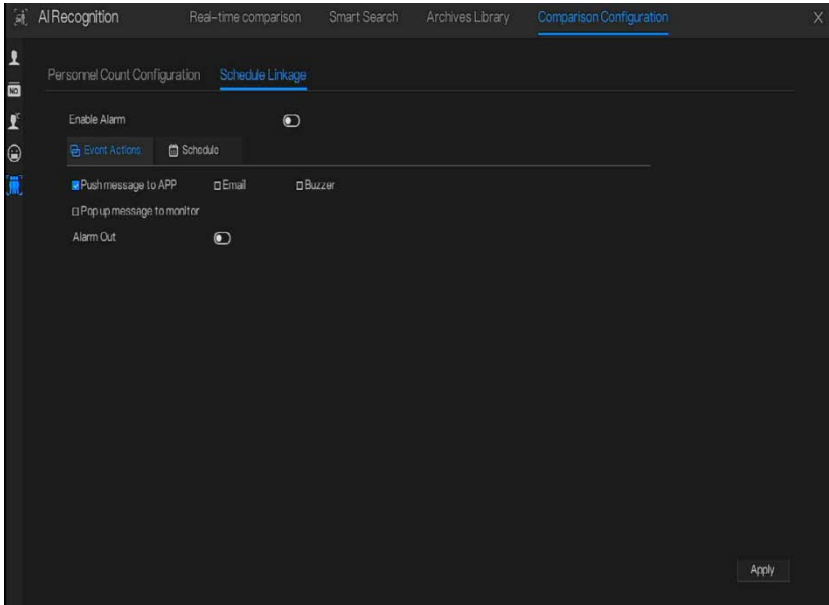 AI Recognition Real-time comparison Smart Search Archives Library Comparison Configuration X
Personnel Count Configuration Schedule Linkage
NO
Enable Alarm
Event Actions Schedule
Push message to APP Email Buzzer
Pop up message to monitor
Alarm Out
Apply